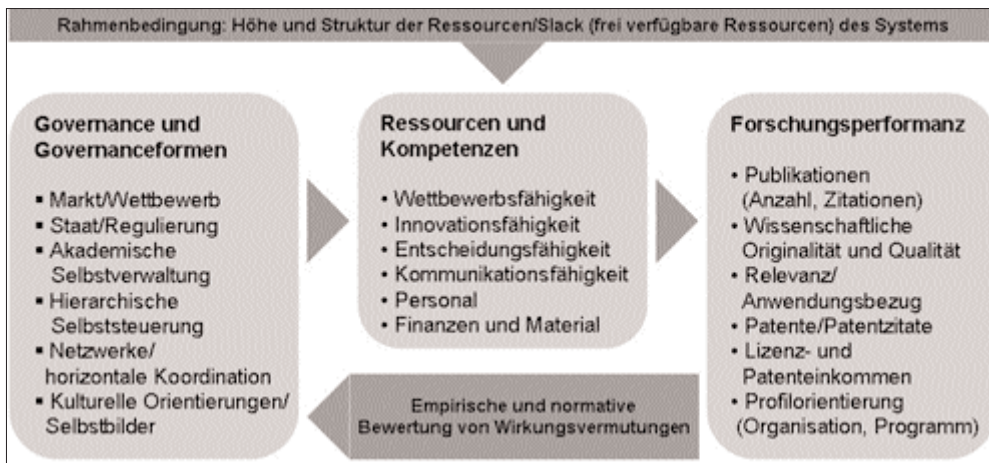 Rahmenbedingung: Höhe und Struktur der Ressourcen/Slack (frei verfügbare Ressourcen) des Systems
Governance und
Governanceformen
▪ Markt/Wettbewerb
▪ Staat/Regulierung
▪ Akademische
Selbstverwaltung
▪ Hierarchische
Selbststeuerung
▪ Netzwerke/
horizontale Koordination
▪ Kulturelle Orientierungen/
Selbstbilder
Ressourcen und
Kompetenzen
• Wettbewerbsfähigkeit
• Innovationsfähigkeit
• Entscheidungsfähigkeit
• Kommunikationsfähigkeit
• Personal
• Finanzen und Material
Forschungsperformanz
• Publikationen
(Anzahl, Zitationen)
• Wissenschaftliche
Originalität und Qualität
• Relevanz/
Anwendungsbezug
• Patente/Patentzitate
• Lizenz- und
Patenteinkommen
• Profilorientierung
(Organisation, Programm)
Empirische und normative
Bewertung von Wirkungsvermutungen